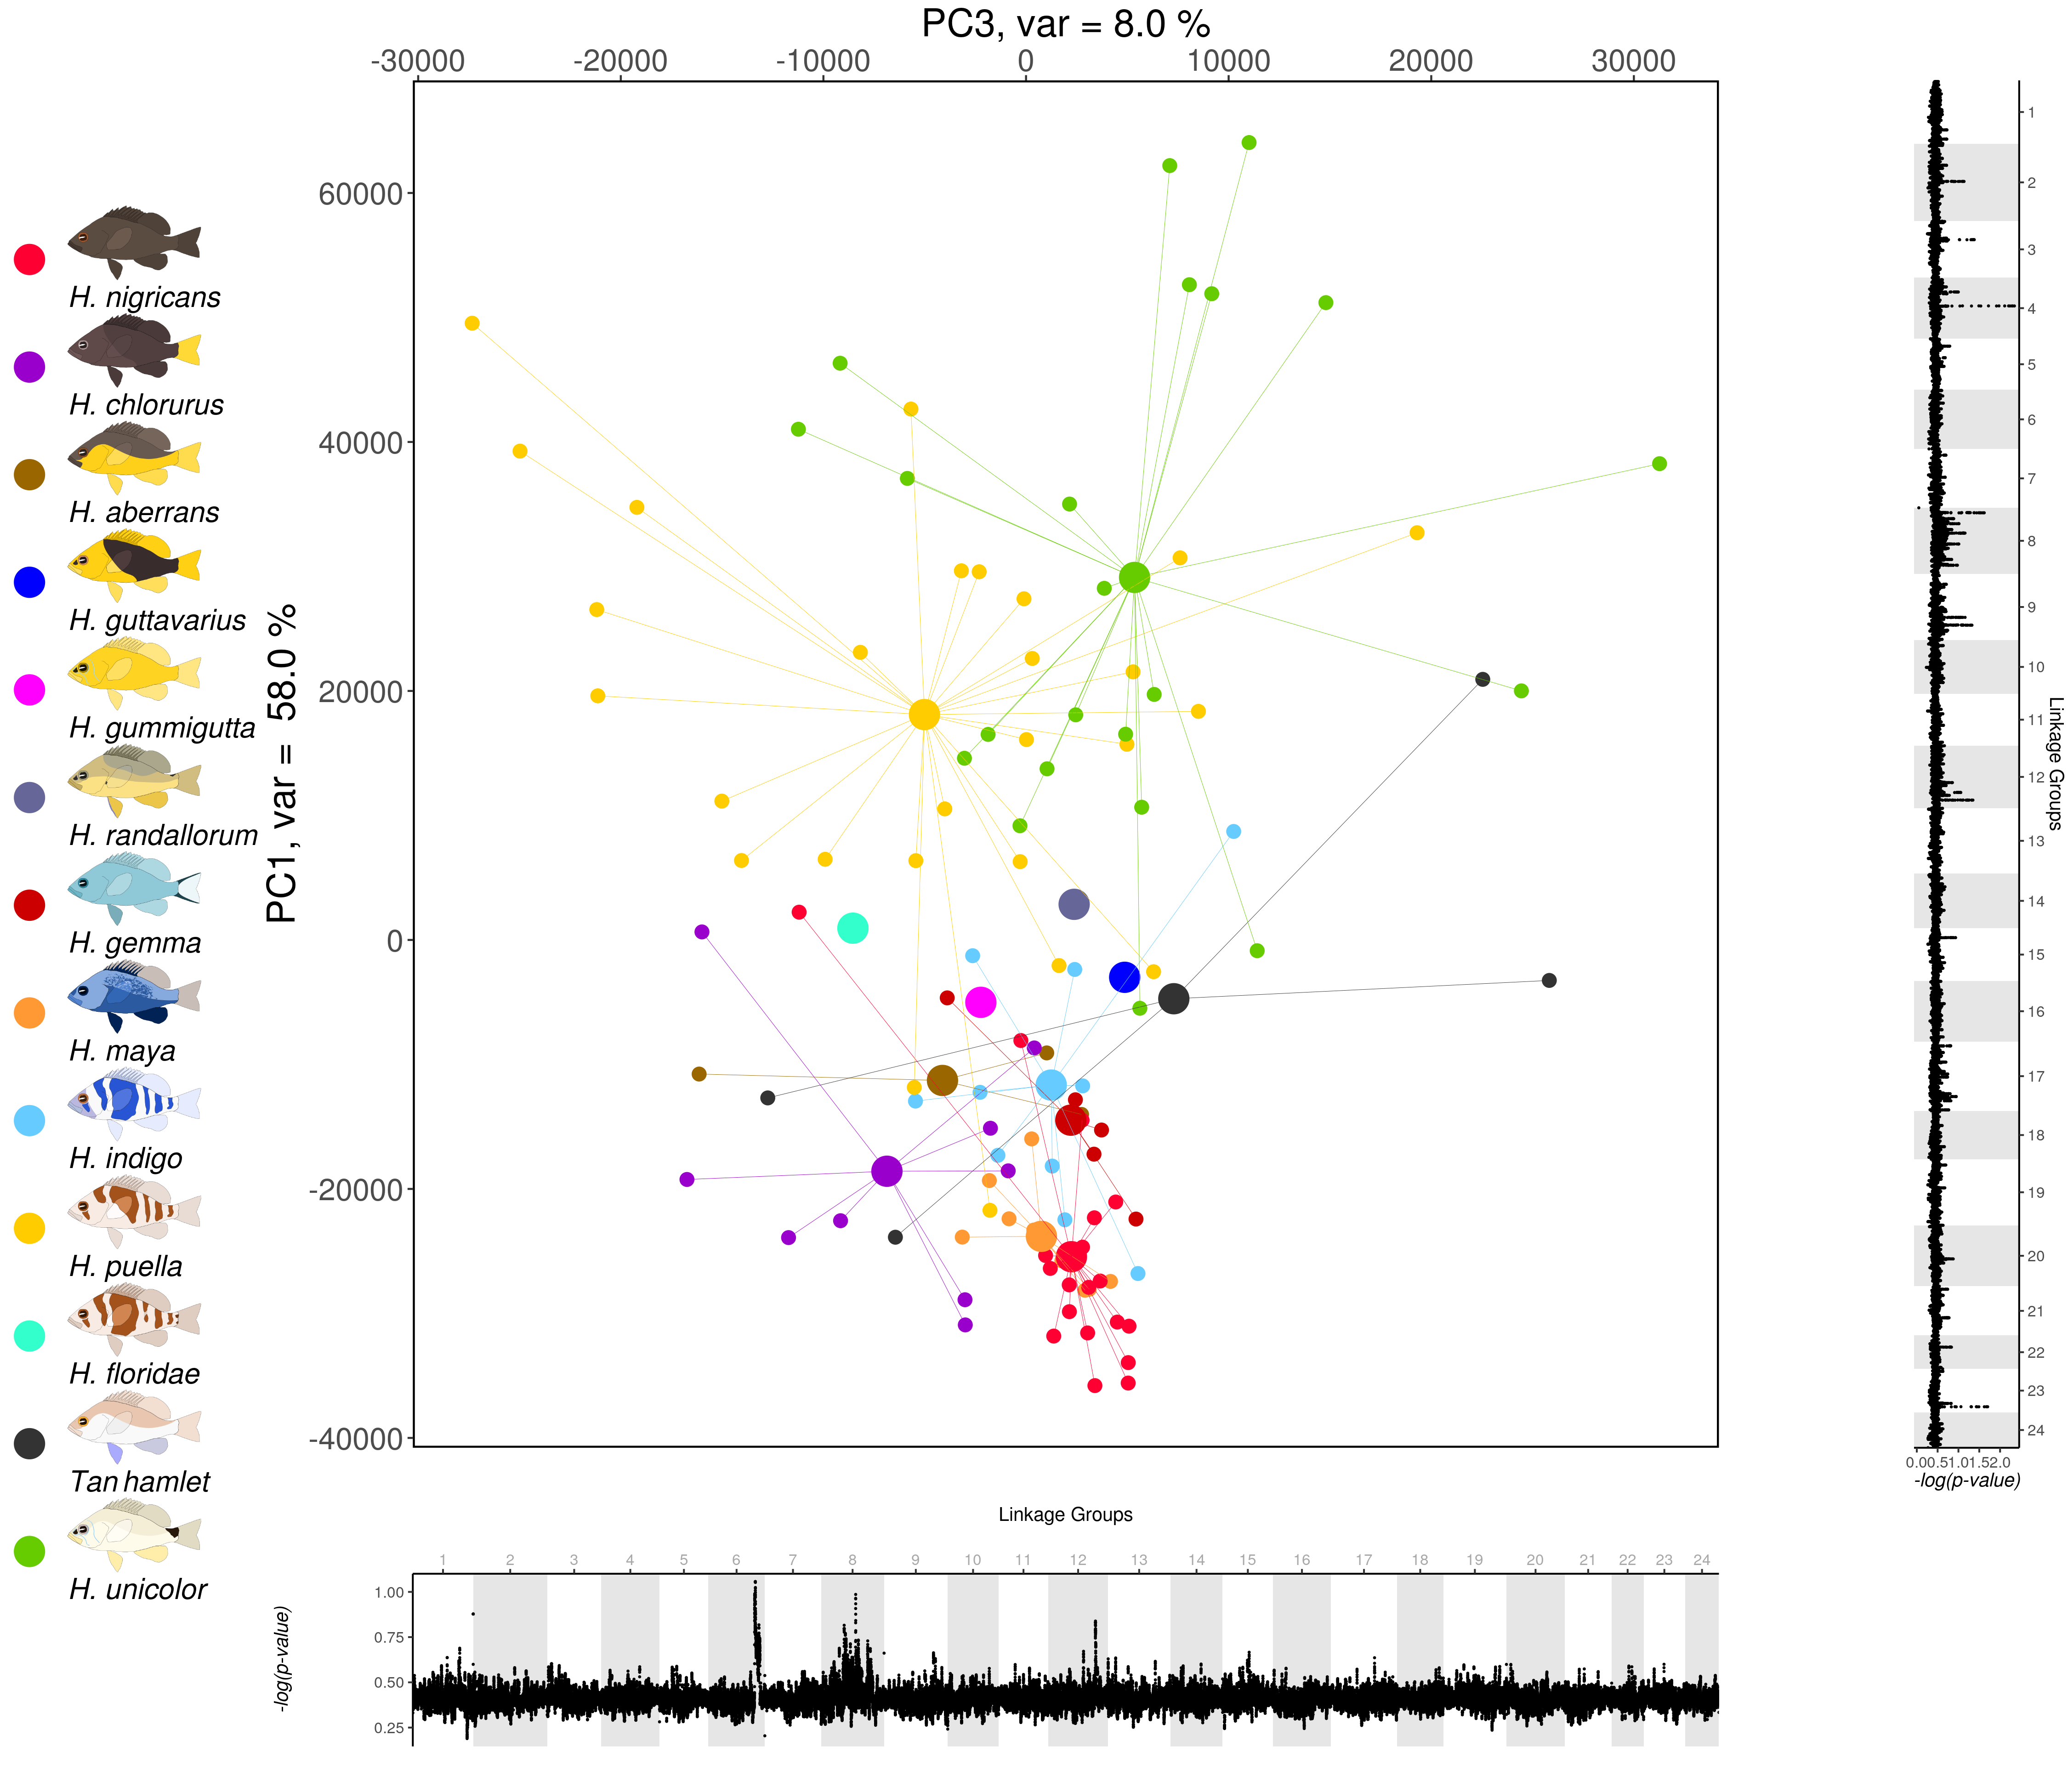 PC3, var = 8.0 %
-30000 -20000 -10000 0 10000 20000 30000
PC1, var = 58.0 %
60000
40000
20000
0
-20000
-40000
H. nigricans
H. chlorurus
H. aberrans
H. guttavarius
H. gummigutta
H. randallorum
H. gemma
H. maya
H. indigo
H. puella
H. floridae
Tan hamlet
H. unicolor
1
2
3
4
5
6
7
8
9
10
11
12
13
14
15
16
17
18
19
20
21
22
23
24
Linkage Groups
0.00.51.01.52.0
-log(p-value)
Linkage Groups
1 2 3 4 5 6 7 8 9 10 11 12 13 14 15 16 17 18 19 20 21 22 23 24
-log(p-value)
1.00
0.75
0.50
0.25